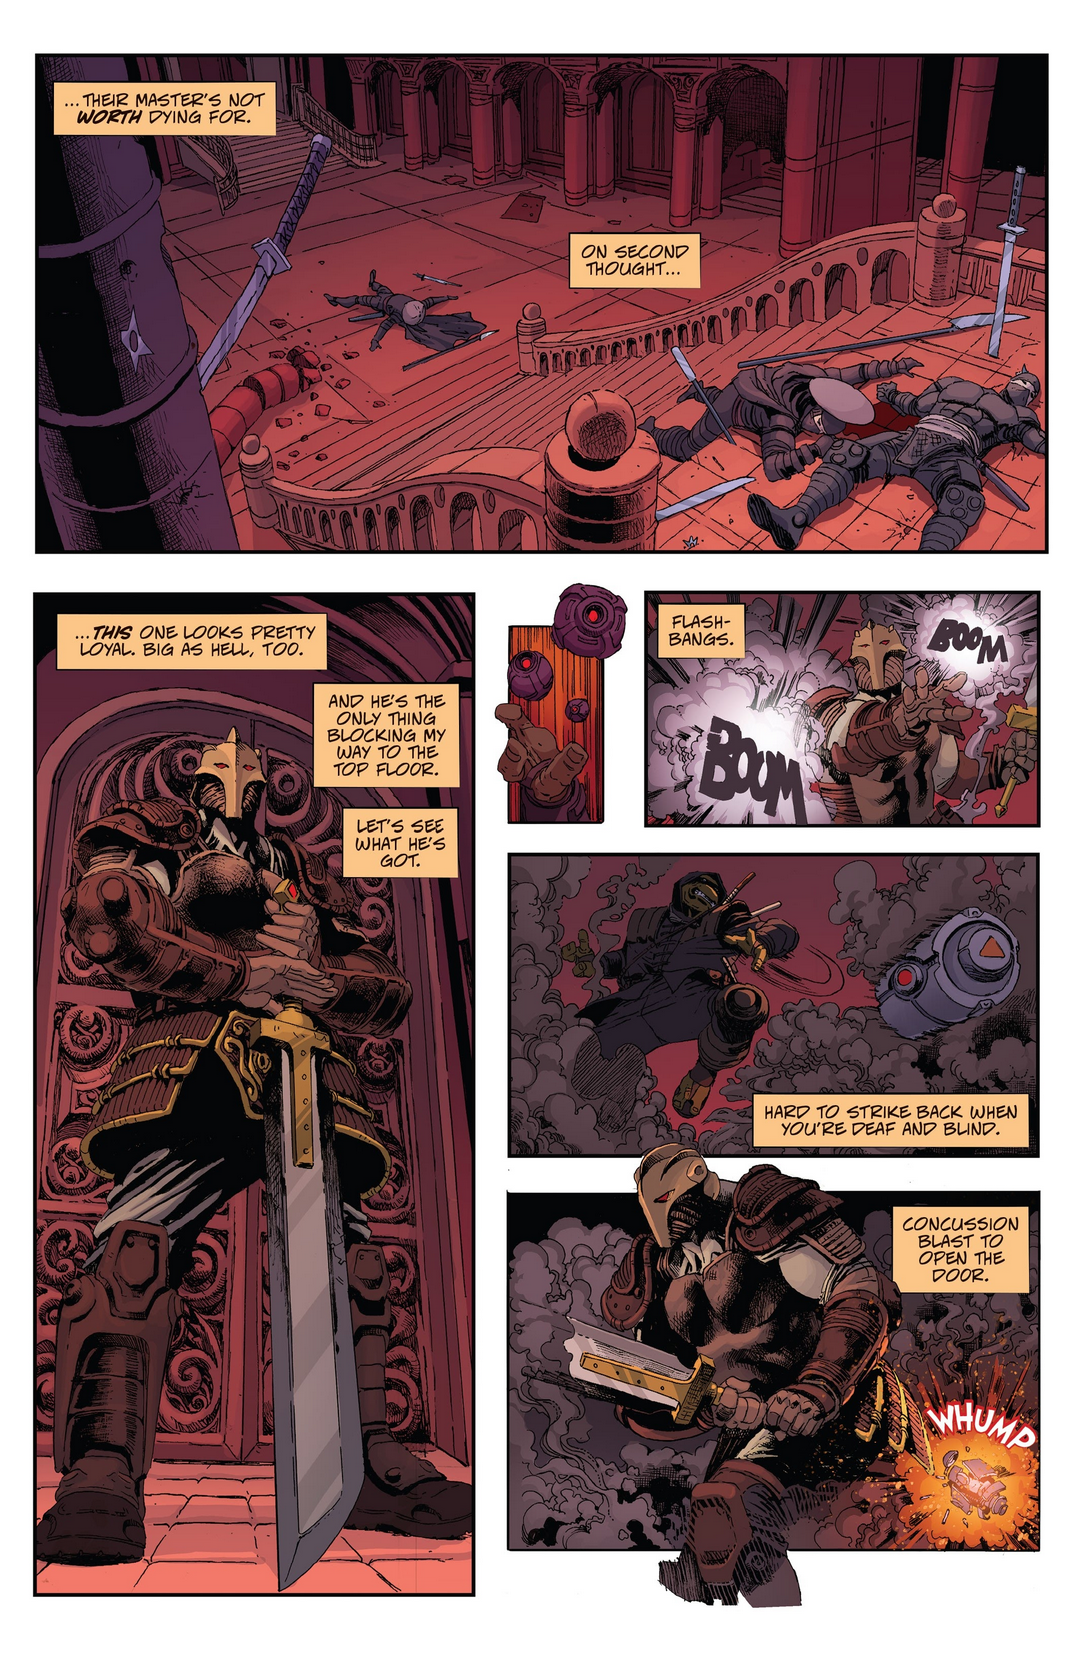 ...THEIR MASTER'S NOT
WORTH DYING FOR.
ON SECOND
THOUGHT...
...THIS ONE LOOKS PRETTY
LOYAL. BIG AS HELL, TOO.
AND HE'S THE
ONLY THING
BLOCKING MY
WAY TO THE
TOP FLOOR.
LET'S SEE
WHAT HE'S
GOT.
FLASH-
BANGS.
BOOM
BOOM
HARD TO STRIKE BACK WHEN
YOU'RE DEAF AND BLIND.
CONCUSSION
BLAST TO
OPEN THE
DOOR.
WHUMP